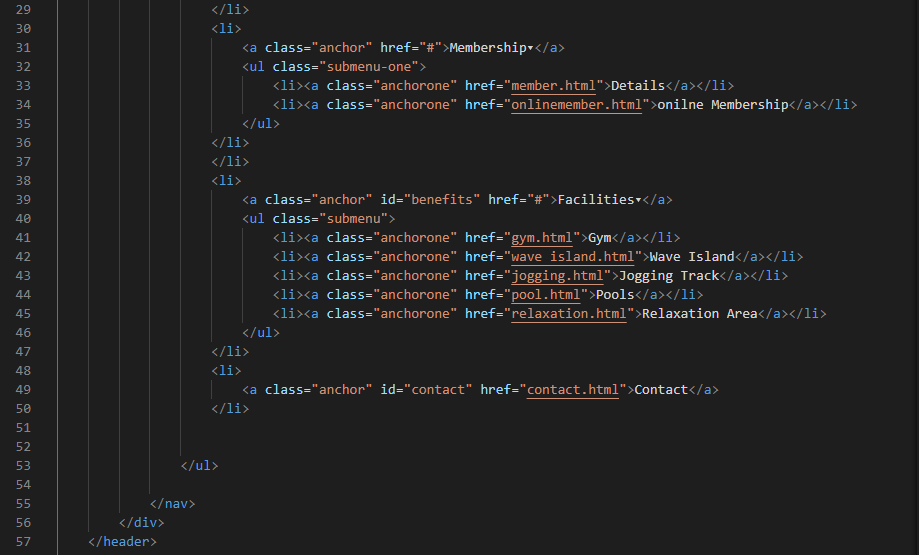 29 </li>
30 <li>
31 <a class="anchor" href="#">Membership▾</a>
32 <ul class="submenu-one">
33 <li><a class="anchorone" href="member.html">Details</a></li>
34 <li><a class="anchorone" href="onlinemember.html">onilne Membership</a></li>
35 </ul>
36 </li>
37 </li>
38 <li>
39 <a class="anchor" id="benefits" href="#">Facilities▾</a>
40 <ul class="submenu">
41 <li><a class="anchorone" href="gym.html">Gym</a></li>
42 <li><a class="anchorone" href="wave island.html">Wave Island</a></li>
43 <li><a class="anchorone" href="jogging.html">Jogging Track</a></li>
44 <li><a class="anchorone" href="pool.html">Pools</a></li>
45 <li><a class="anchorone" href="relaxation.html">Relaxation Area</a></li>
46 </ul>
47 </li>
48 <li>
49 <a class="anchor" id="contact" href="contact.html">Contact</a>
50 </li>
51
52
53 </ul>
54
55 </nav>
56 </div>
57 </header>